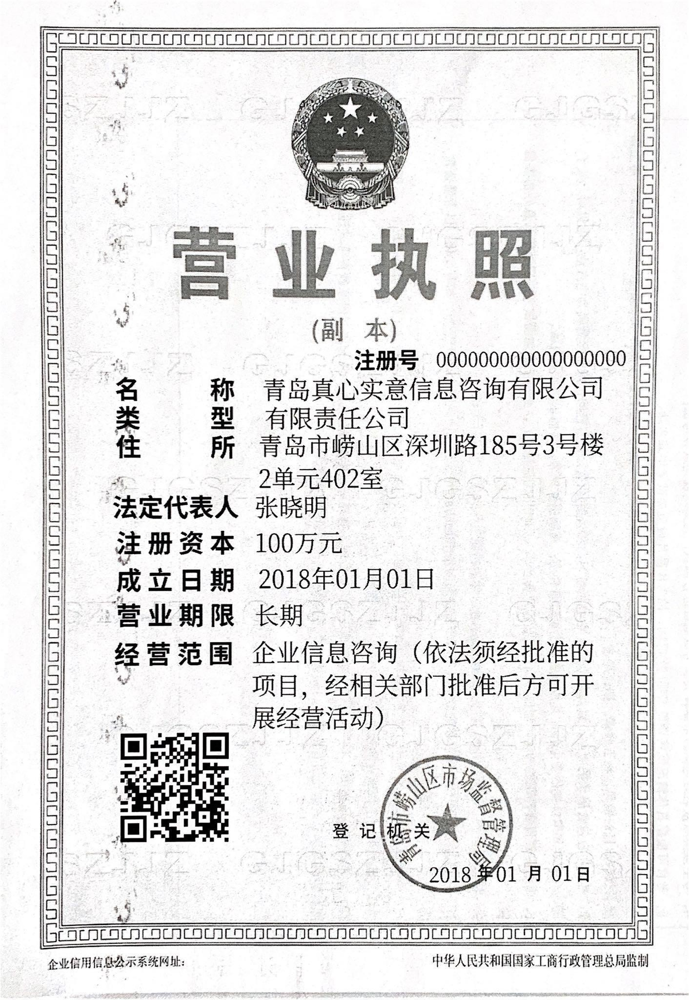 营业执照
(副 本)
注册号 000000000000000000
名称 青岛真心实意信息咨询有限公司
类型 有限责任公司
住所 青岛市崂山区深圳路185号3号楼
2单元402室
法定代表人 张晓明
注册资本 100万元
成立日期 2018年01月01日
营业期限 长期
经营范围 企业信息咨询（依法须经批准的
项目，经相关部门批准后方可开
展经营活动）
青岛市崂山区市场监督管理局
登记机关
2018 年 01 月 01 日
企业信用信息公示系统网址：
中华人民共和国国家工商行政管理总局监制